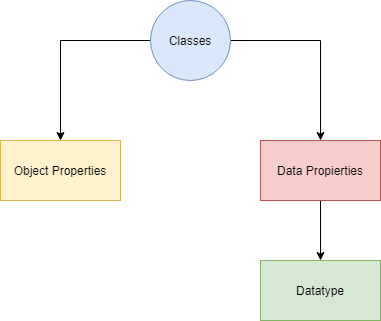 Classes
Object Properties
Data Propierties
Datatype